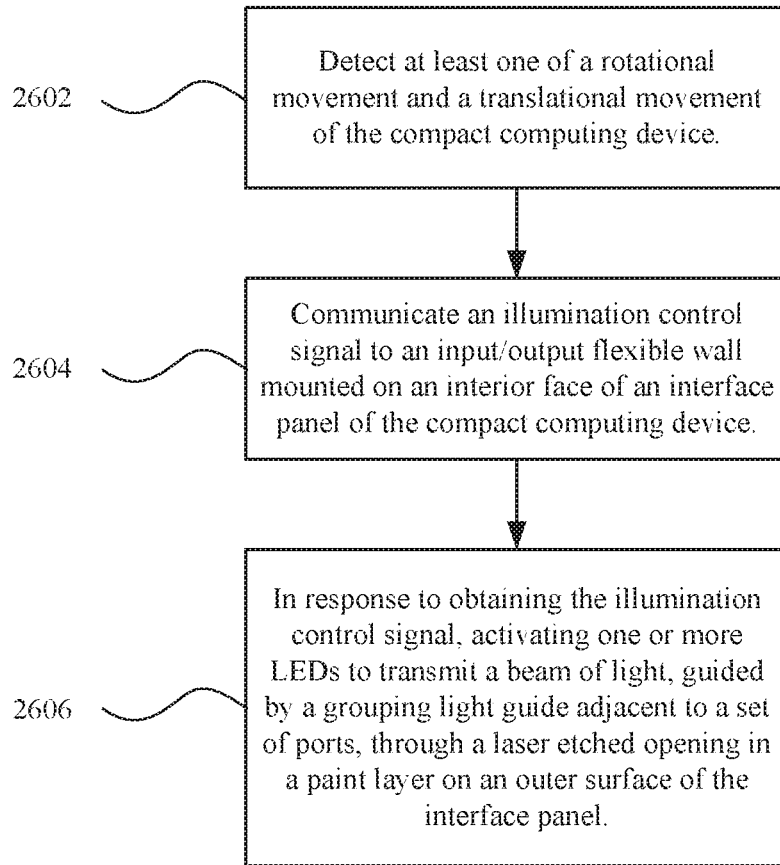 2602
Detect at least one of a rotational
movement and a translational
movement of the compact computing device.
2604
Communicate an illumination control
signal to an input/output flexible wall
mounted on an interior face of an interface
panel of the compact computing device.
2606
In response to obtaining the illumination
control signal, activating one or more
LEDs to transmit a beam of light, guided
by a grouping light guide adjacent to a set
of ports, through a laser etched opening in
a paint layer on an outer surface of the
interface panel.